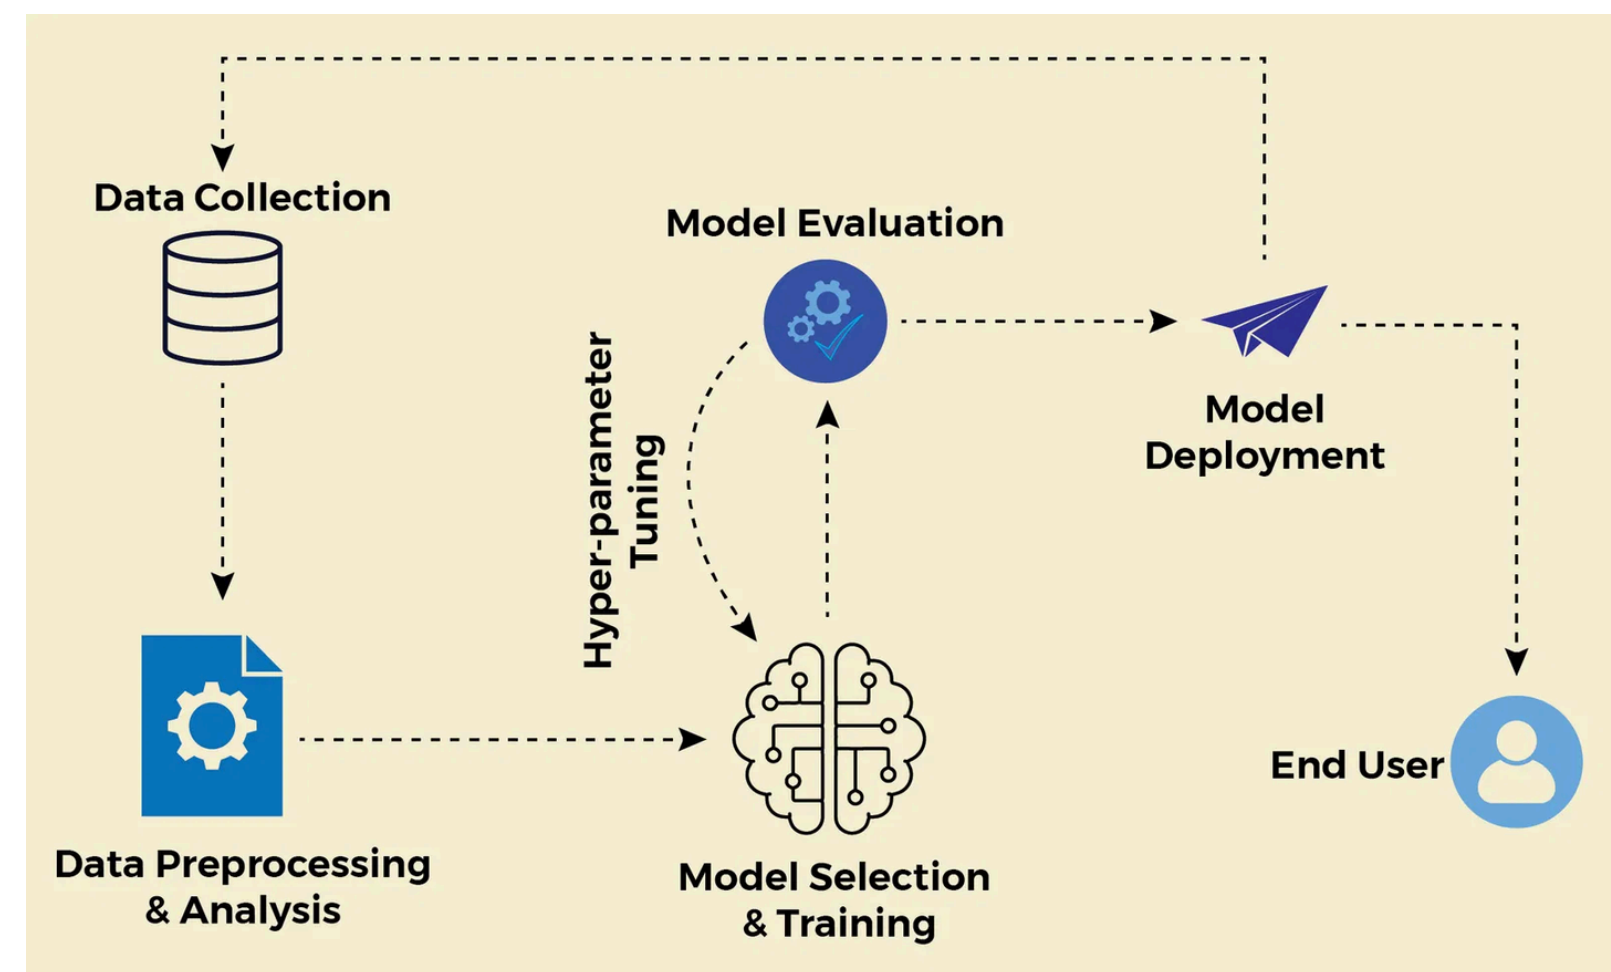 Data Collection
Model Evaluation
Hyper-parameter
Tuning
Model
Deployment
End User
Data Preprocessing
& Analysis
Model Selection
& Training